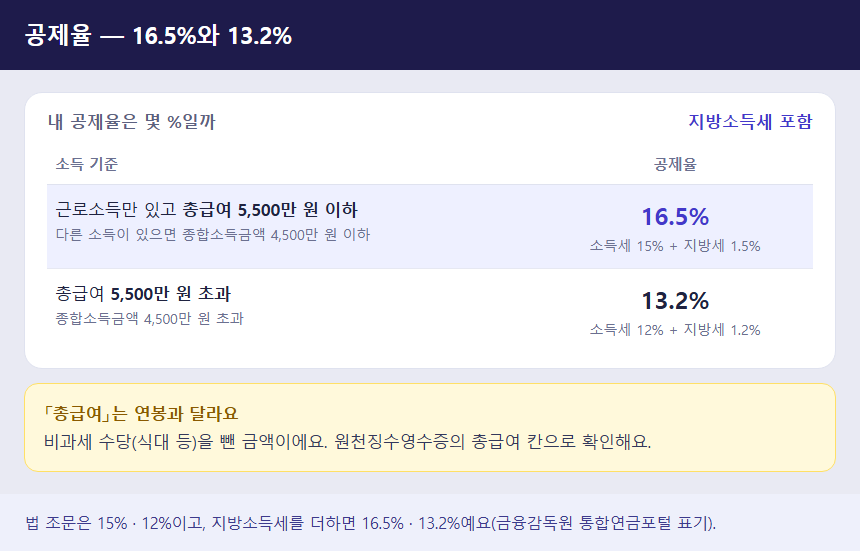 공제율 — 16.5%와 13.2%
내 공제율은 몇 %일까
지방소득세 포함
소득 기준
공제율
근로소득만 있고 총급여 5,500만 원 이하
다른 소득이 있으면 종합소득금액 4,500만 원 이하
16.5%
소득세 15% + 지방세 1.5%
총급여 5,500만 원 초과
종합소득금액 4,500만 원 초과
13.2%
소득세 12% + 지방세 1.2%
「총급여」는 연봉과 달라요
비과세 수당(식대 등)을 뺀 금액이에요. 원천징수영수증의 총급여 칸으로 확인해요.
법 조문은 15% · 12%이고, 지방소득세를 더하면 16.5% · 13.2%예요(금융감독원 통합연금포털 표기).